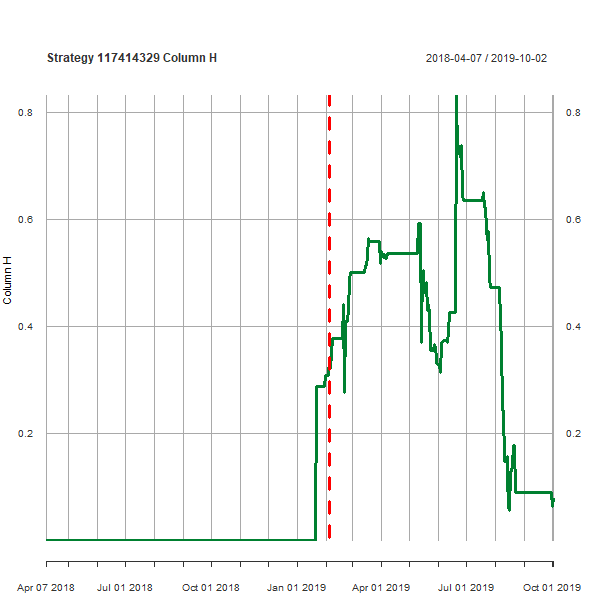 Strategy 117414329 Column H
2018-04-07 / 2019-10-02
0.8
0.8
0.6
0.6
Column H
0.4
0.4
0.2
0.2
Apr 07 2018
Jul 01 2018
Oct 01 2018
Jan 01 2019
Apr 01 2019
Jul 01 2019
Oct 01 2019